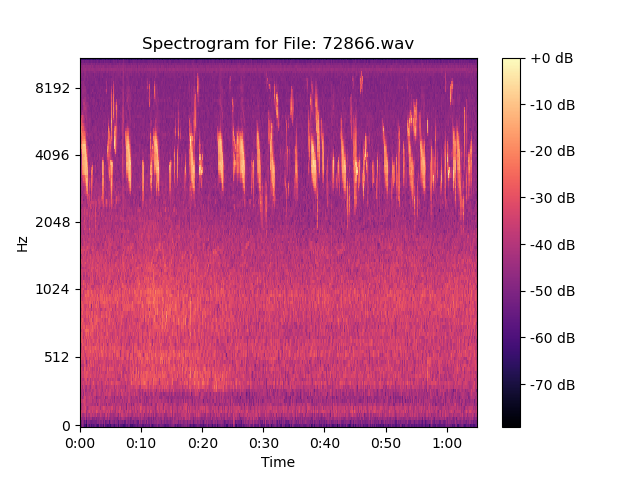 Spectrogram for File: 72866.wav
+0 dB
8192
-10 dB
4096
-20 dB
-30 dB
2048
Hz
-40 dB
1024
-50 dB
512
-60 dB
-70 dB
0
0:00 0:10 0:20 0:30 0:40 0:50 1:00
Time